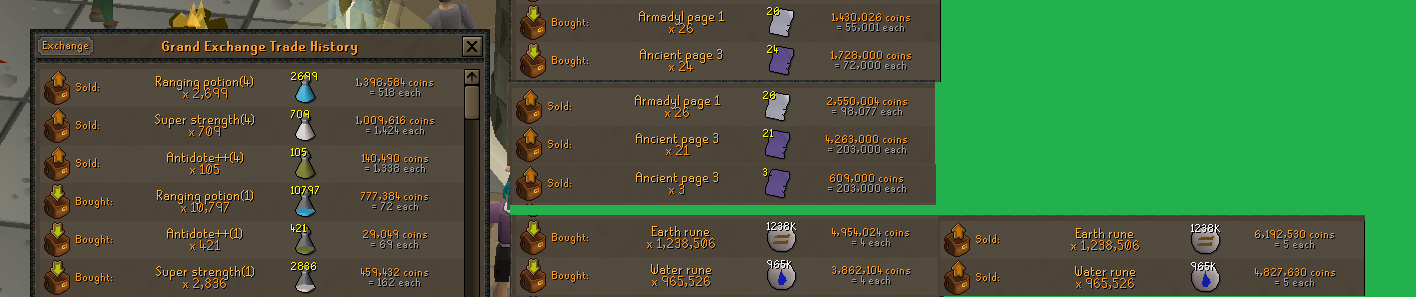 Exchange
Grand Exchange Trade History
Sold:
Ranging potion(4)
x 2,699
2699
1,398,584 coins
= 518 each
Sold:
Super strength(4)
x 709
709
1,009,616 coins
= 1,424 each
Sold:
Antidote++(4)
x 105
105
140,490 coins
= 1,338 each
Bought:
Ranging potion(1)
x 10,797
10797
777,384 coins
= 72 each
Bought:
Antidote++(1)
x 421
421
29,049 coins
= 69 each
Bought:
Super strength(1)
x 2,836
2836
459,432 coins
= 162 each
Bought:
Armadyl page 1
x 26
26
1,430,026 coins
= 55,001 each
Bought:
Ancient page 3
x 24
24
1,728,000 coins
= 72,000 each
Sold:
Armadyl page 1
x 26
26
2,550,004 coins
= 98,077 each
Sold:
Ancient page 3
x 21
21
4,263,000 coins
= 203,000 each
Sold:
Ancient page 3
x 3
3
609,000 coins
= 203,000 each
Bought:
Earth rune
x 1,238,506
1238K
4,954,024 coins
= 4 each
Bought:
Water rune
x 965,526
965K
3,862,104 coins
= 4 each
Sold:
Earth rune
x 1,238,506
1238K
6,192,530 coins
= 5 each
Sold:
Water rune
x 965,526
965K
4,827,630 coins
= 5 each